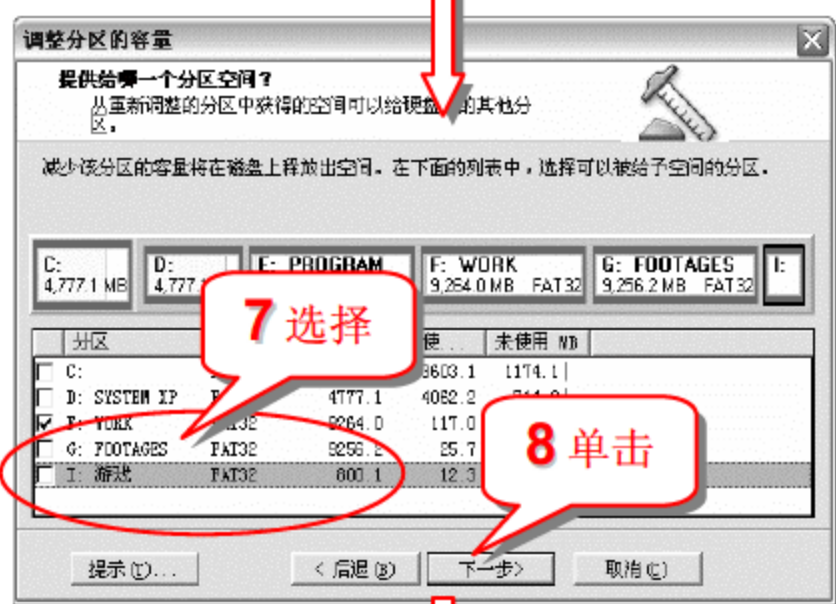 调整分区的容量
提供给哪一个分区空间?
从重新调整的分区中获得的空间可以给硬盘 的其他分
区。
减少该分区的容量将在磁盘上释放出空间。在下面的列表中,选择可以被给予空间的分区。
C: D: E: PROGRAM F: WORK G: FOOTAGES I:
4,777.1 MB 4,777. 9,264.0 MB FAT32 9,256.2 MB FAT32
7 选择
分区 使... 未使用 MB
C: 3603.1 1174.1
D: SYSTEM XP 4777.1 4062.2
F: WORK FAT32 9264.0 117.0
G: FOOTAGES FAT32 9256.2 25.7
I: 游戏 FAT32 800.1 12.3
8 单击
提示(T)... < 后退(B) 下一步> 取消(C)